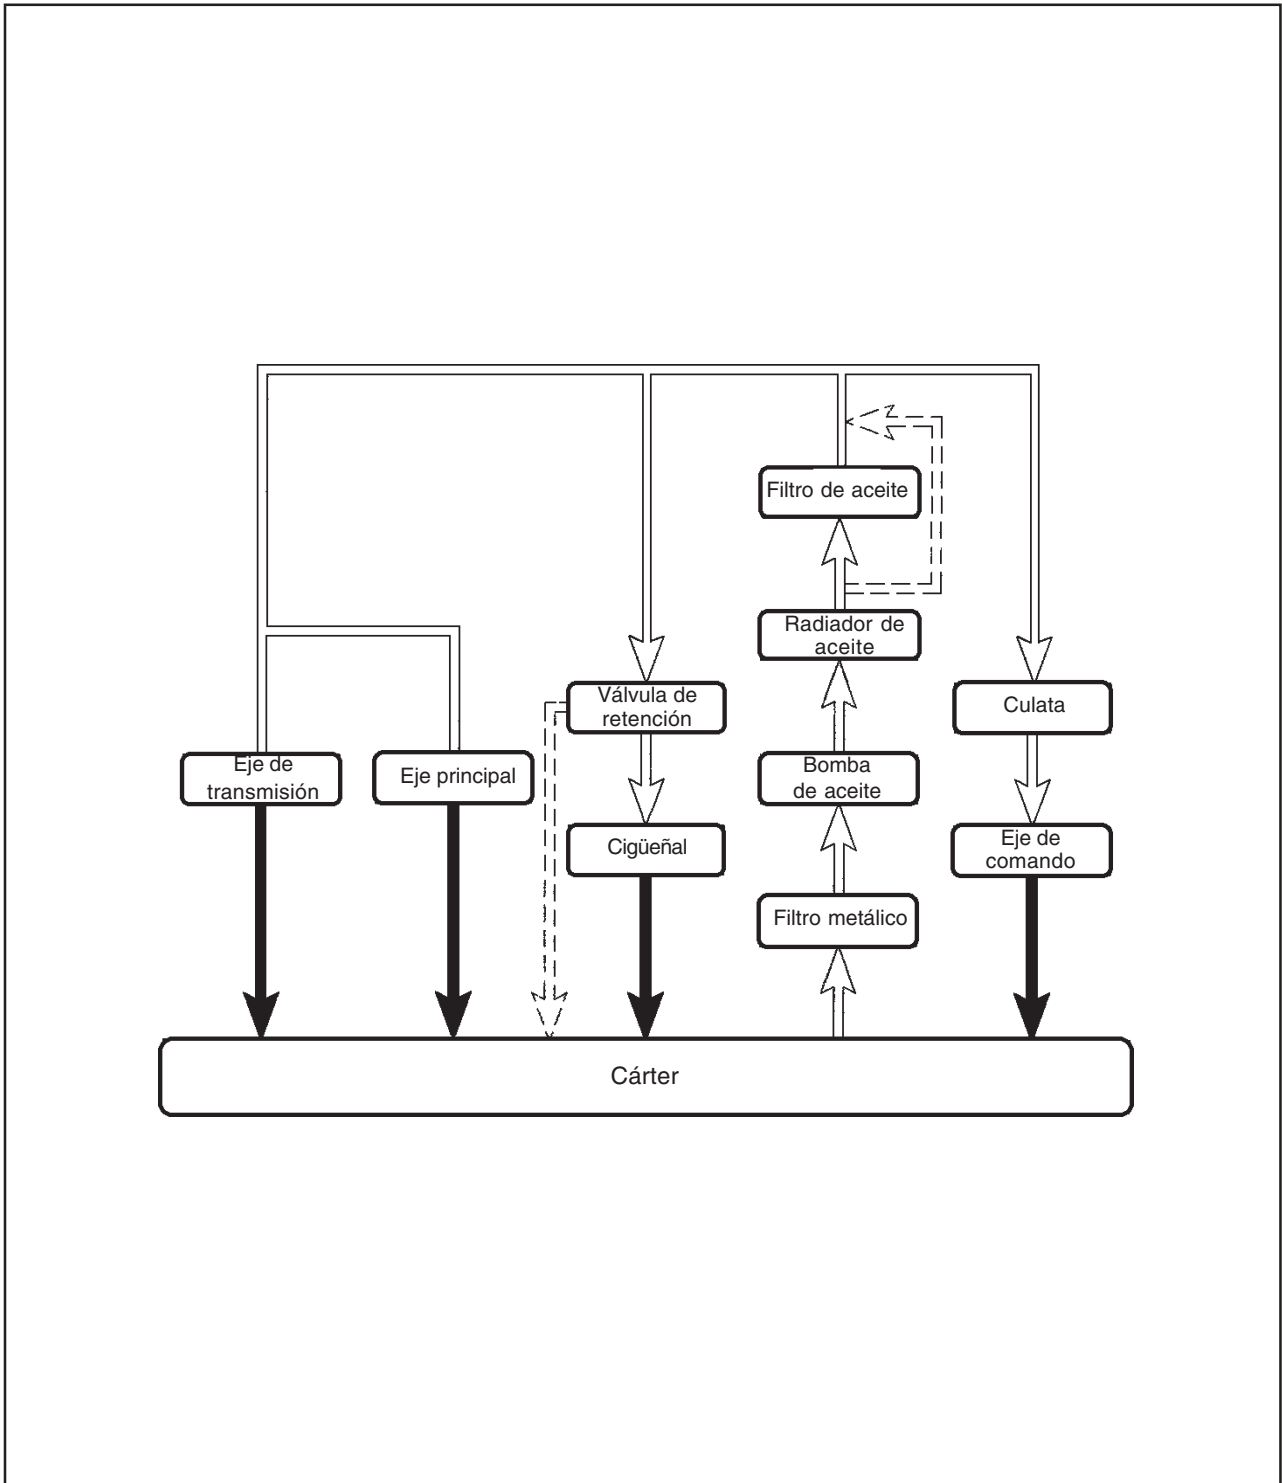 Filtro de aceite
Radiador de
aceite
Válvula de
retención
Culata
Eje de
transmisión
Eje principal
Bomba
de aceite
Cigüeñal
Eje de
comando
Filtro metálico
Cárter